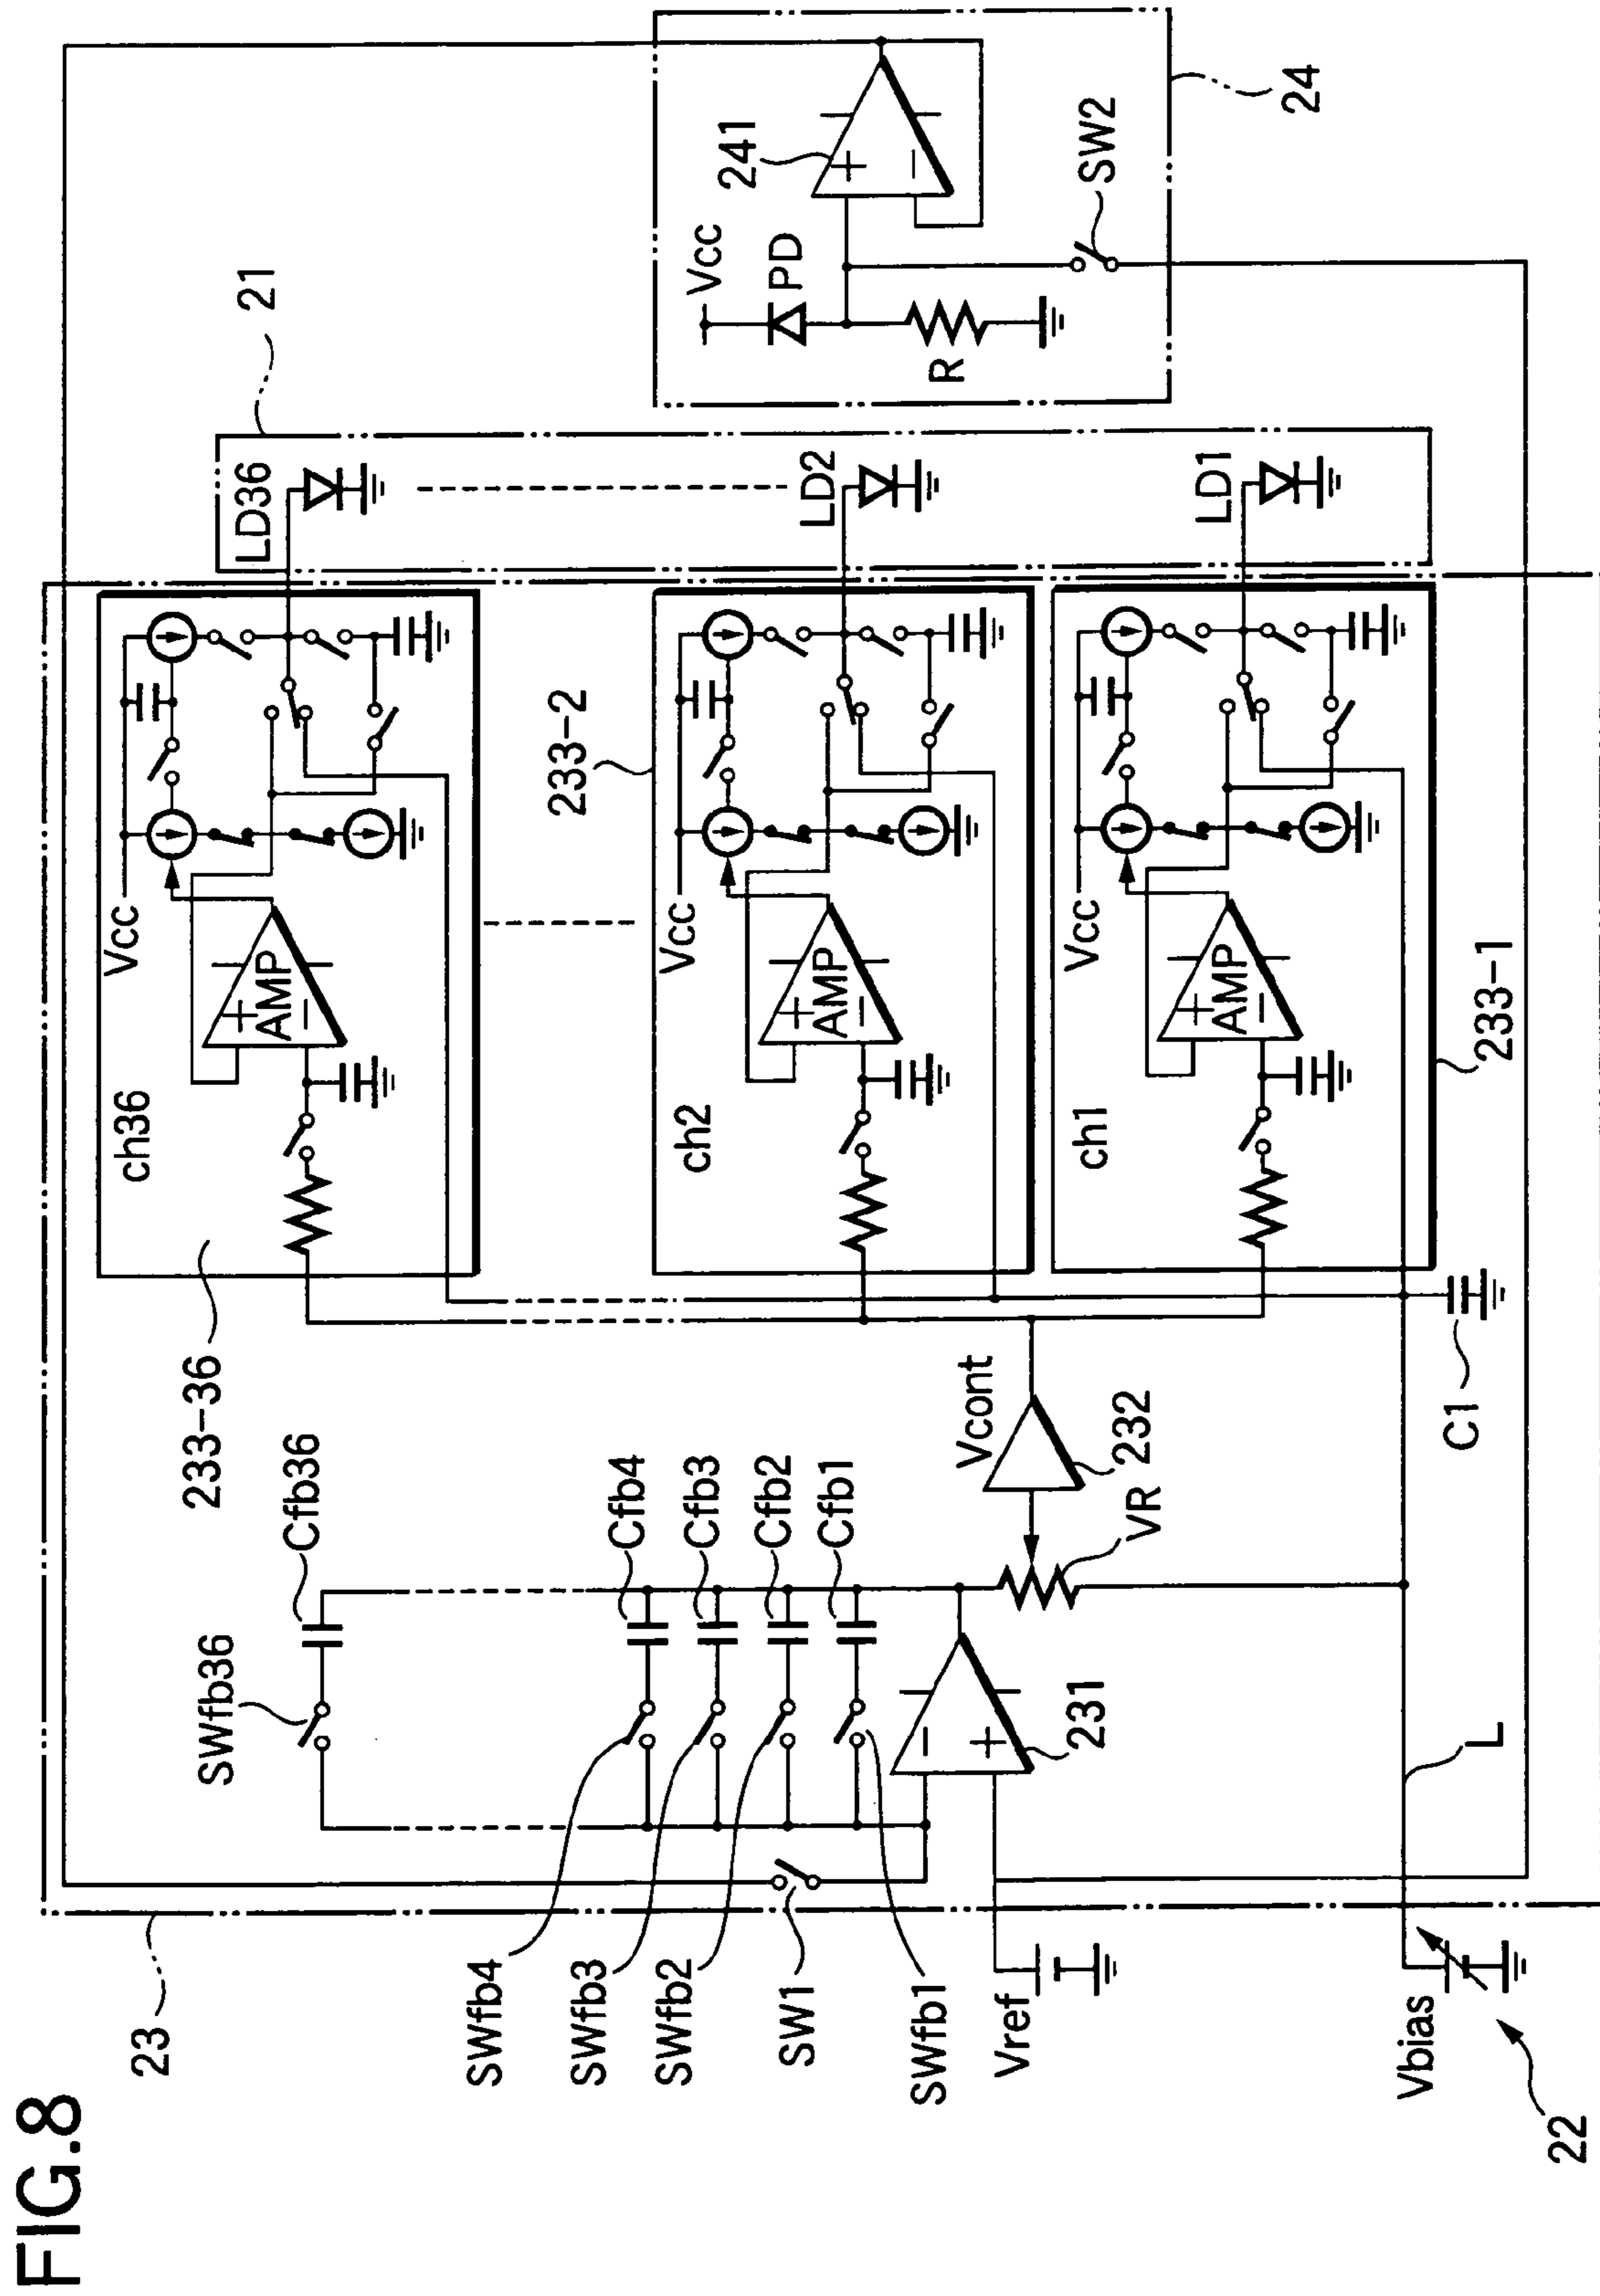 FIG.8
23
233-36
ch36
Vcc
+
AMP
−
LD36
21
SWfb36
Cfb36
233-2
ch2
Vcc
+
AMP
−
LD2
Vcc
PD
R
241
+
−
SW2
24
SWfb4
SWfb3
SWfb2
SW1
SWfb1
Cfb4
Cfb3
Cfb2
Cfb1
−
+
231
Vcont
232
VR
ch1
Vcc
+
AMP
−
LD1
233-1
Vref
Vbias
22
L
C1